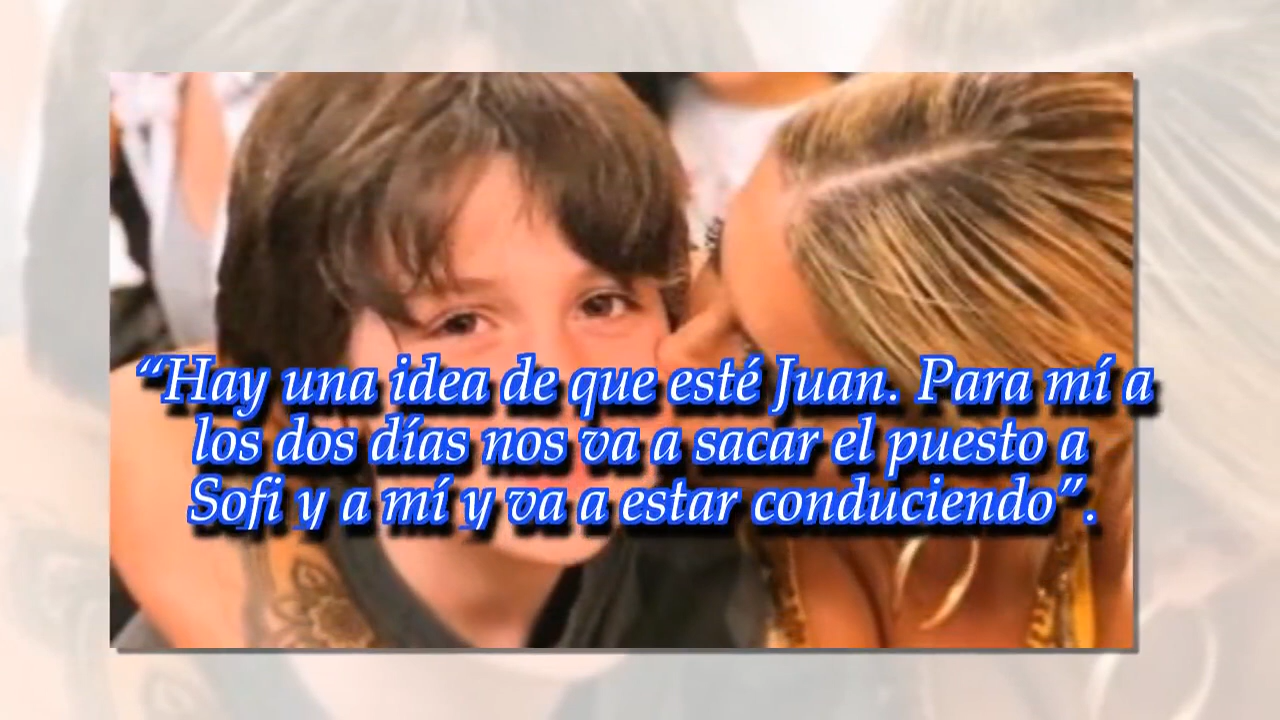 “Hay una idea de que esté Juan. Para mí a
los dos días nos va a sacar el puesto a
Sofi y a mí y va a estar conduciendo”.